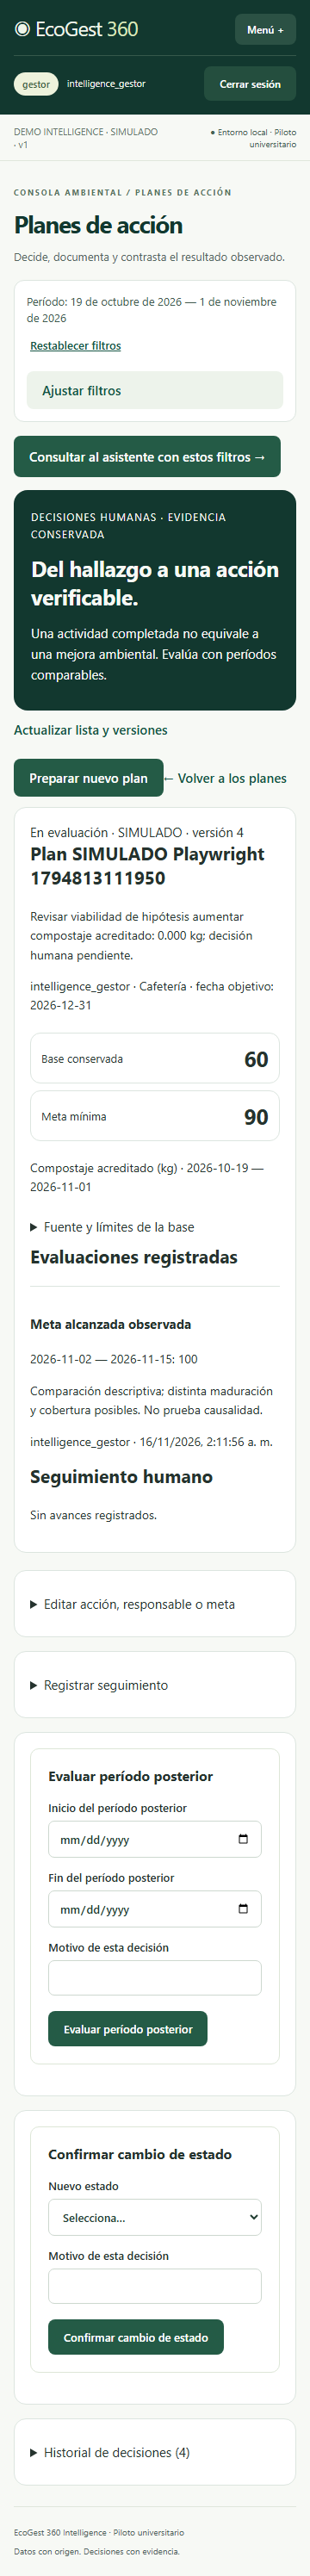 EcoGest 360
Menú +
gestor
intelligence_gestor
Cerrar sesión
DEMO INTELLIGENCE · SIMULADO
· v1
● Entorno local · Piloto
universitario
CONSOLA AMBIENTAL / PLANES DE ACCIÓN
Planes de acción
Decide, documenta y contrasta el resultado observado.
Período: 19 de octubre de 2026 — 1 de noviembre
de 2026
Restablecer filtros
Ajustar filtros
Consultar al asistente con estos filtros →
DECISIONES HUMANAS · EVIDENCIA
CONSERVADA
Del hallazgo a una acción
verificable.
Una actividad completada no equivale a
una mejora ambiental. Evalúa con períodos
comparables.
Actualizar lista y versiones
Preparar nuevo plan
← Volver a los planes
En evaluación · SIMULADO · versión 4
Plan SIMULADO Playwright
1794813111950
Revisar viabilidad de hipótesis aumentar
compostaje acreditado: 0.000 kg; decisión
humana pendiente.
intelligence_gestor · Cafetería · fecha objetivo:
2026-12-31
Base conservada
60
Meta mínima
90
Compostaje acreditado (kg) · 2026-10-19 —
2026-11-01
▶ Fuente y límites de la base
Evaluaciones registradas
Meta alcanzada observada
2026-11-02 — 2026-11-15: 100
Comparación descriptiva; distinta maduración
y cobertura posibles. No prueba causalidad.
intelligence_gestor · 16/11/2026, 2:11:56 a. m.
Seguimiento humano
Sin avances registrados.
▶ Editar acción, responsable o meta
▶ Registrar seguimiento
Evaluar período posterior
Inicio del período posterior
mm/dd/yyyy
Fin del período posterior
mm/dd/yyyy
Motivo de esta decisión
Evaluar período posterior
Confirmar cambio de estado
Nuevo estado
Selecciona...
Motivo de esta decisión
Confirmar cambio de estado
▶ Historial de decisiones (4)
EcoGest 360 Intelligence · Piloto universitario
Datos con origen. Decisiones con evidencia.